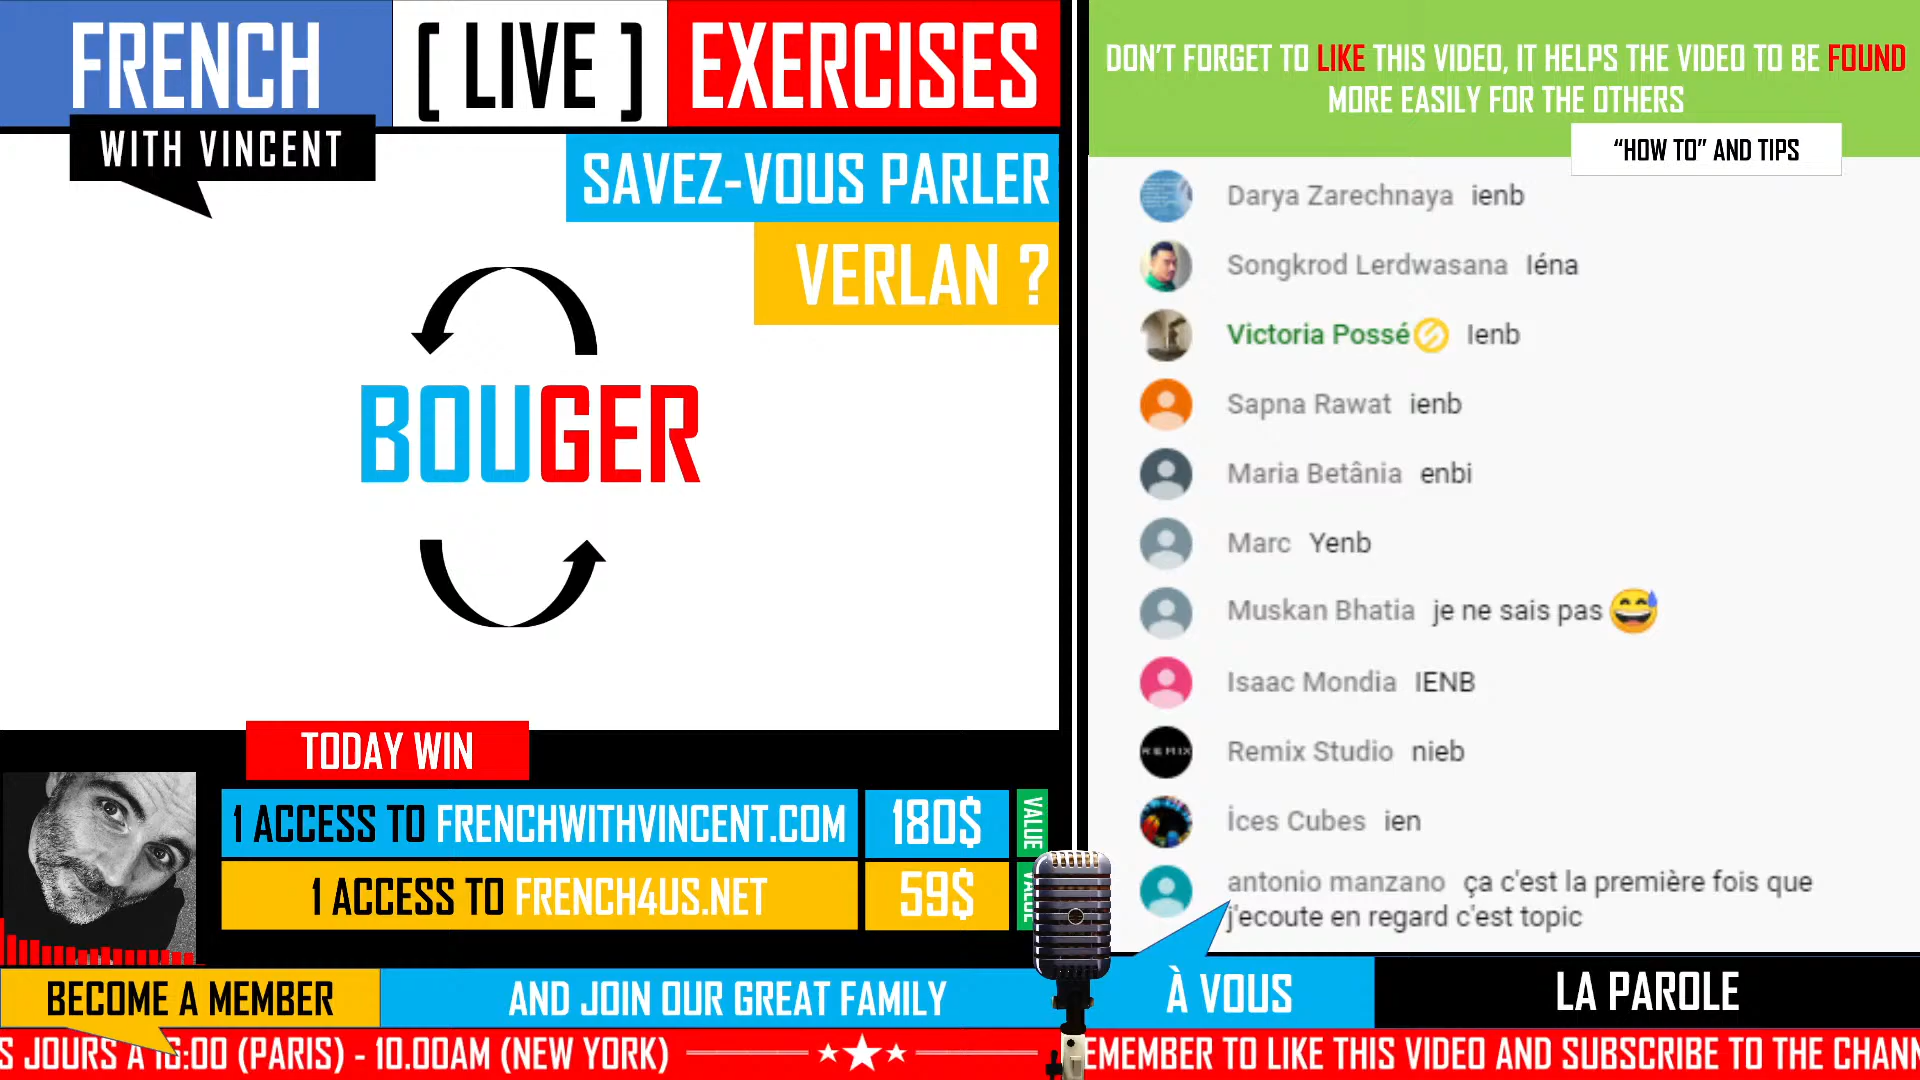 FRENCH
[ LIVE ]
EXERCISES
WITH VINCENT
SAVEZ-VOUS PARLER
VERLAN ?
BOUGER
TODAY WIN
1 ACCESS TO FRENCHWITHVINCENT.COM
180$
VALUE
1 ACCESS TO FRENCH4US.NET
59$
VALUE
BECOME A MEMBER
AND JOIN OUR GREAT FAMILY
DON'T FORGET TO LIKE THIS VIDEO, IT HELPS THE VIDEO TO BE FOUND
MORE EASILY FOR THE OTHERS
“HOW TO” AND TIPS
Darya Zarechnaya ienb
Songkrod Lerdwasana Iéna
Victoria Possé Ienb
Sapna Rawat ienb
Maria Betânia enbi
Marc Yenb
Muskan Bhatia je ne sais pas
Isaac Mondia IENB
REMIX
Remix Studio nieb
İces Cubes ien
antonio manzano ça c'est la première fois que
j'ecoute en regard c'est topic
À VOUS
LA PAROLE
S JOURS A 16:00 (PARIS) - 10.00AM (NEW YORK)
EMEMBER TO LIKE THIS VIDEO AND SUBSCRIBE TO THE CHANN